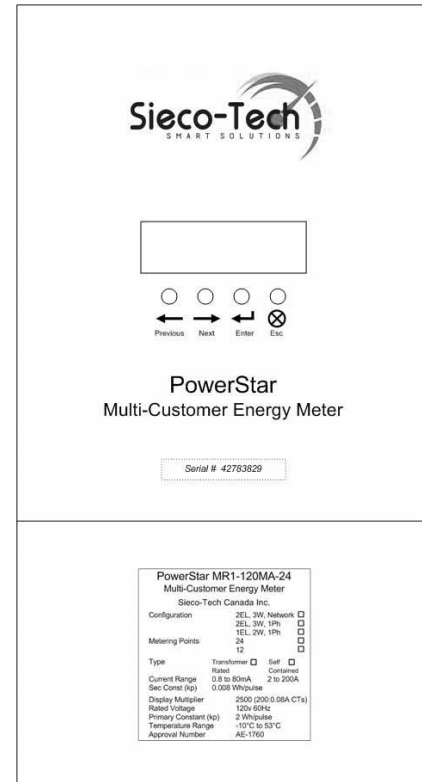 Sieco-Tech
SMART SOLUTIONS
Previous Next Enter Esc
PowerStar
Multi-Customer Energy Meter
Serial # 42783829
PowerStar MR1-120MA-24
Multi-Customer Energy Meter
Sieco-Tech Canada Inc.
Configuration 2EL, 3W, Network
2EL, 3W, 1Ph
1EL, 2W, 1Ph
Metering Points 24
12
Type Transformer Self
Rated Contained
Current Range 0.8 to 80mA 2 to 200A
Sec Const (kp) 0.008 Wh/pulse
Display Multiplier 2500 (200:0.08A CTs)
Rated Voltage 120v 60Hz
Primary Constant (kp) 2 Wh/pulse
Temperature Range -10°C to 53°C
Approval Number AE-1760